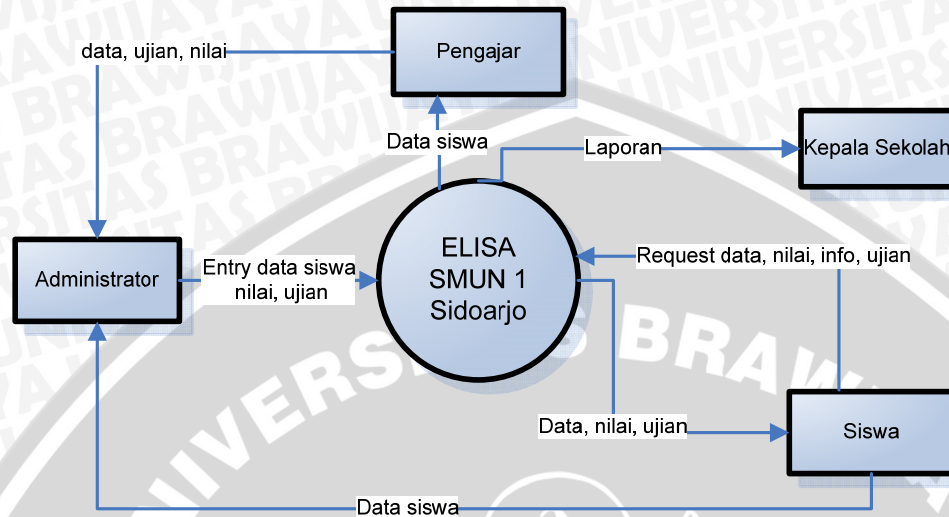 data, ujian, nilai
Pengajar
Data siswa
Laporan
Kepala Sekolah
Administrator
Entry data siswa
nilai, ujian
ELISA
SMUN 1
Sidoarjo
Request data, nilai, info, ujian
Data, nilai, ujian
Siswa
Data siswa